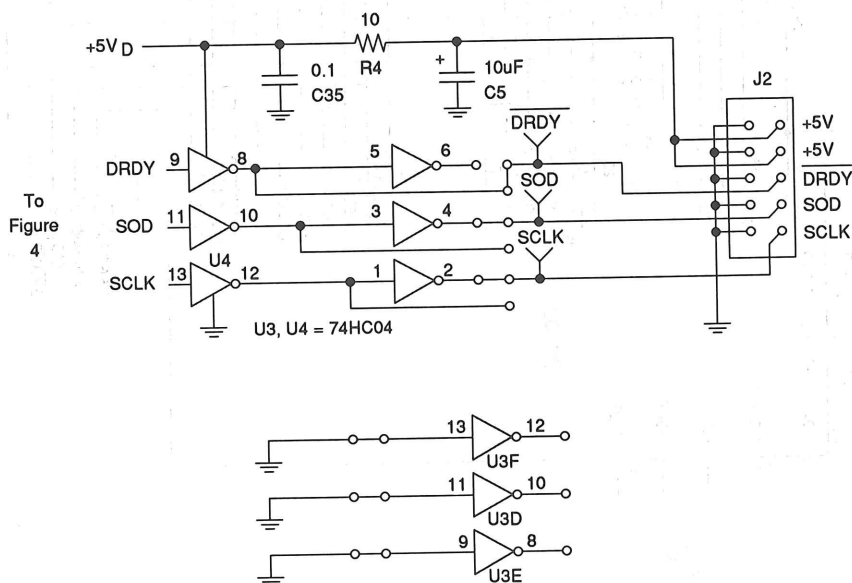 +5V D
10
R4
0.1
C35
+
10uF
C5
J2
DRDY
+5V
+5V
DRDY
SOD
SCLK
To
Figure
4
DRDY
9
8
5
6
SOD
SOD
11
10
3
4
SCLK
SCLK
13
U4
12
1
2
U3, U4 = 74HC04
13
12
U3F
11
10
U3D
9
8
U3E